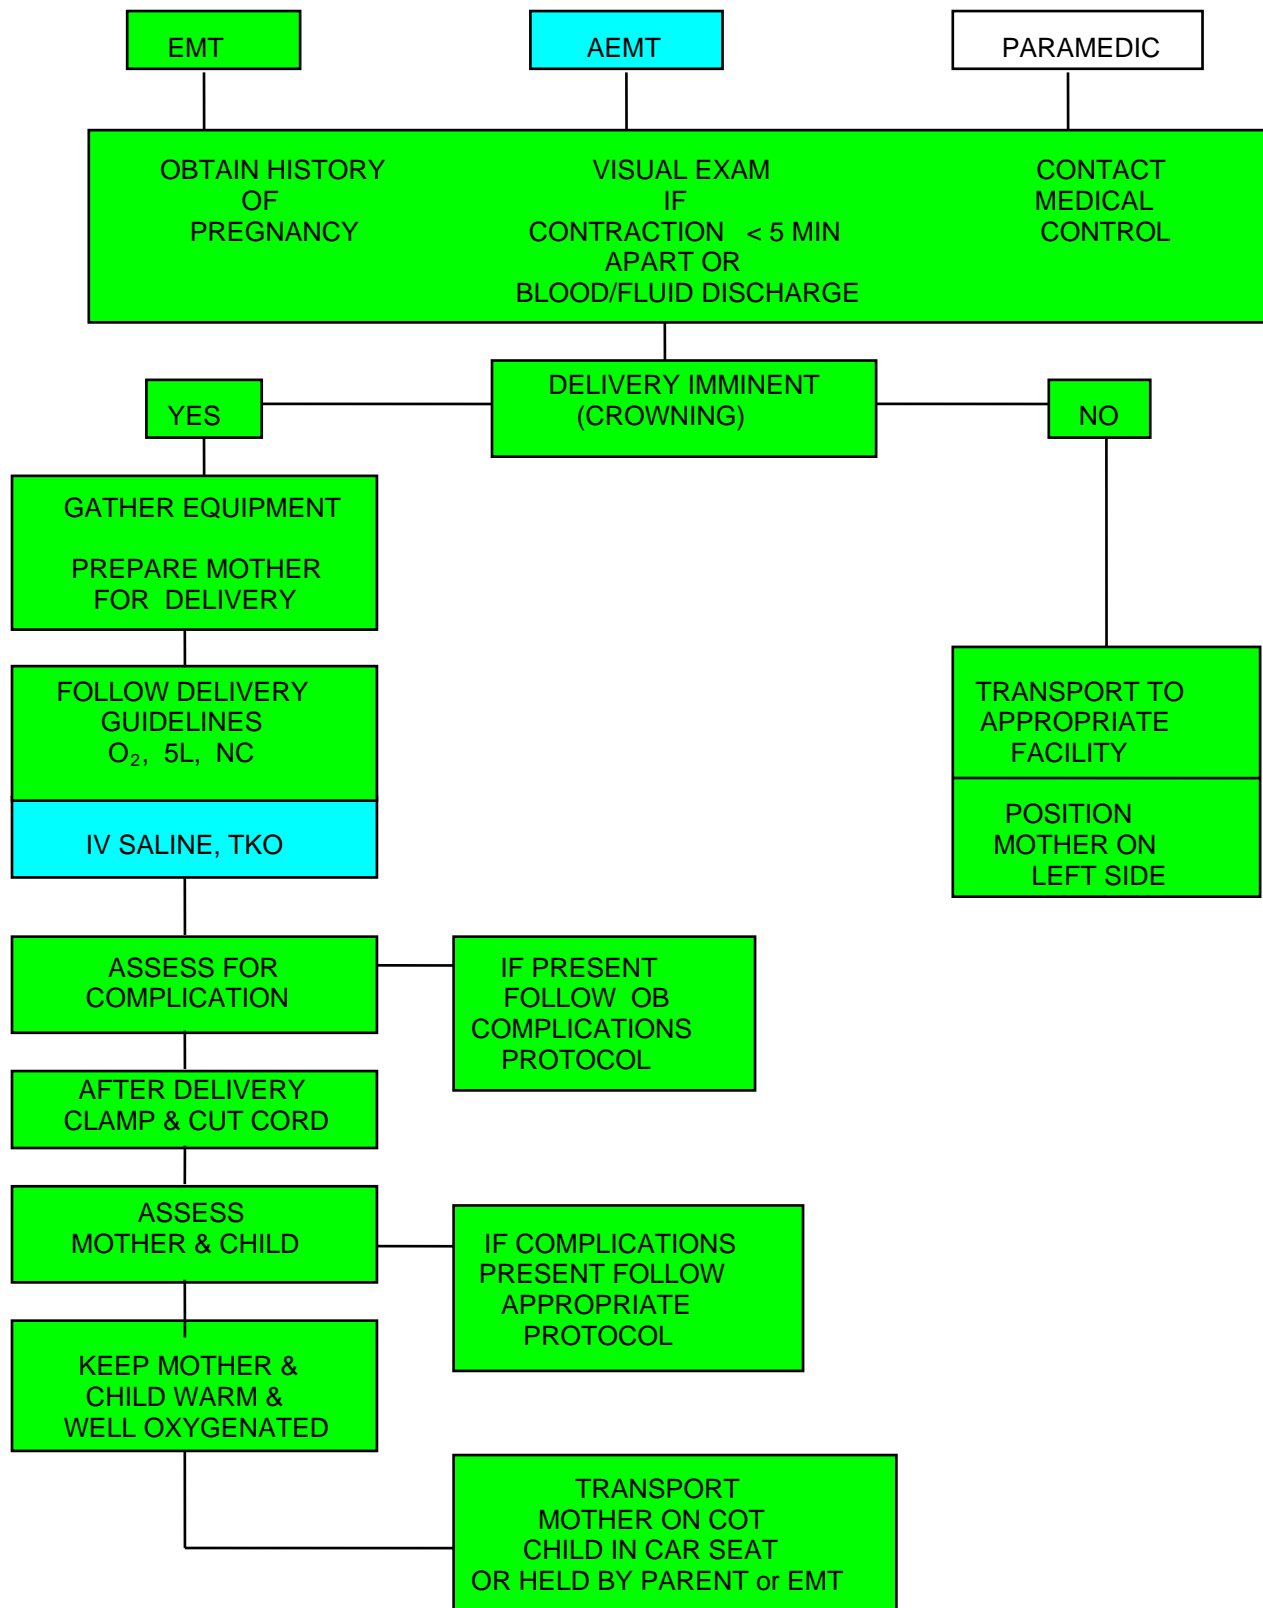 EMT
AEMT
PARAMEDIC
OBTAIN HISTORY
OF
PREGNANCY
VISUAL EXAM
IF
CONTRACTION < 5 MIN
APART OR
BLOOD/FLUID DISCHARGE
CONTACT
MEDICAL
CONTROL
DELIVERY IMMINENT
(CROWNING)
YES
NO
GATHER EQUIPMENT
PREPARE MOTHER
FOR DELIVERY
FOLLOW DELIVERY
GUIDELINES
O₂, 5L, NC
IV SALINE, TKO
TRANSPORT TO
APPROPRIATE
FACILITY
POSITION
MOTHER ON
LEFT SIDE
ASSESS FOR
COMPLICATION
IF PRESENT
FOLLOW OB
COMPLICATIONS
PROTOCOL
AFTER DELIVERY
CLAMP & CUT CORD
ASSESS
MOTHER & CHILD
IF COMPLICATIONS
PRESENT FOLLOW
APPROPRIATE
PROTOCOL
KEEP MOTHER &
CHILD WARM &
WELL OXYGENATED
TRANSPORT
MOTHER ON COT
CHILD IN CAR SEAT
OR HELD BY PARENT or EMT